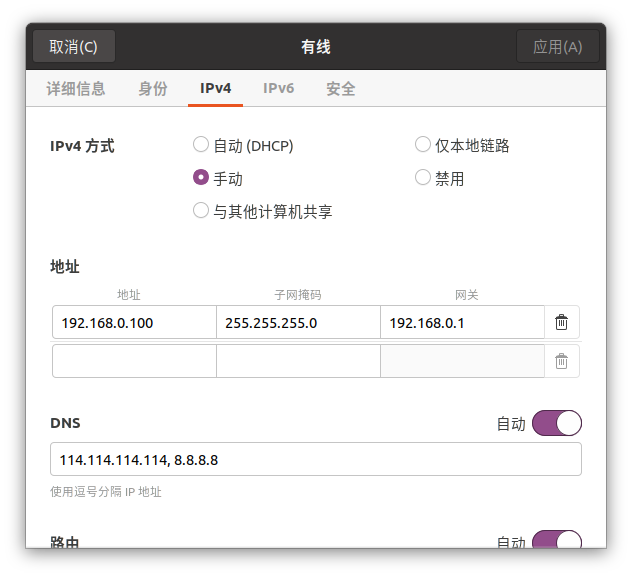 取消(C) 有线 应用(A)
详细信息 身份 IPv4 IPv6 安全
IPv4 方式 自动 (DHCP) 仅本地链路
手动 禁用
与其他计算机共享
地址
地址 子网掩码 网关
192.168.0.100 255.255.255.0 192.168.0.1
DNS 自动
114.114.114.114, 8.8.8.8
使用逗号分隔 IP 地址
路由 自动